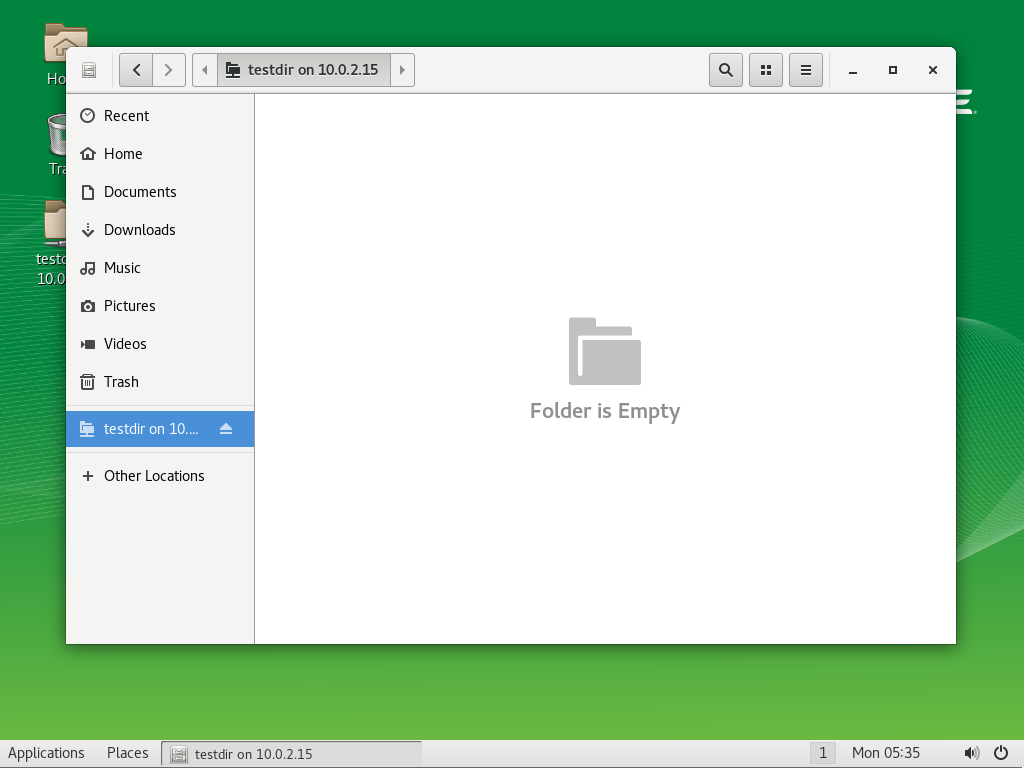 Ho
testdir on 10.0.2.15
Recent
Tra
Home
Documents
Downloads
testd
10.0
Music
Pictures
Videos
Trash
testdir on 10....
Other Locations
Folder is Empty
Applications
Places
testdir on 10.0.2.15
1
Mon 05:35